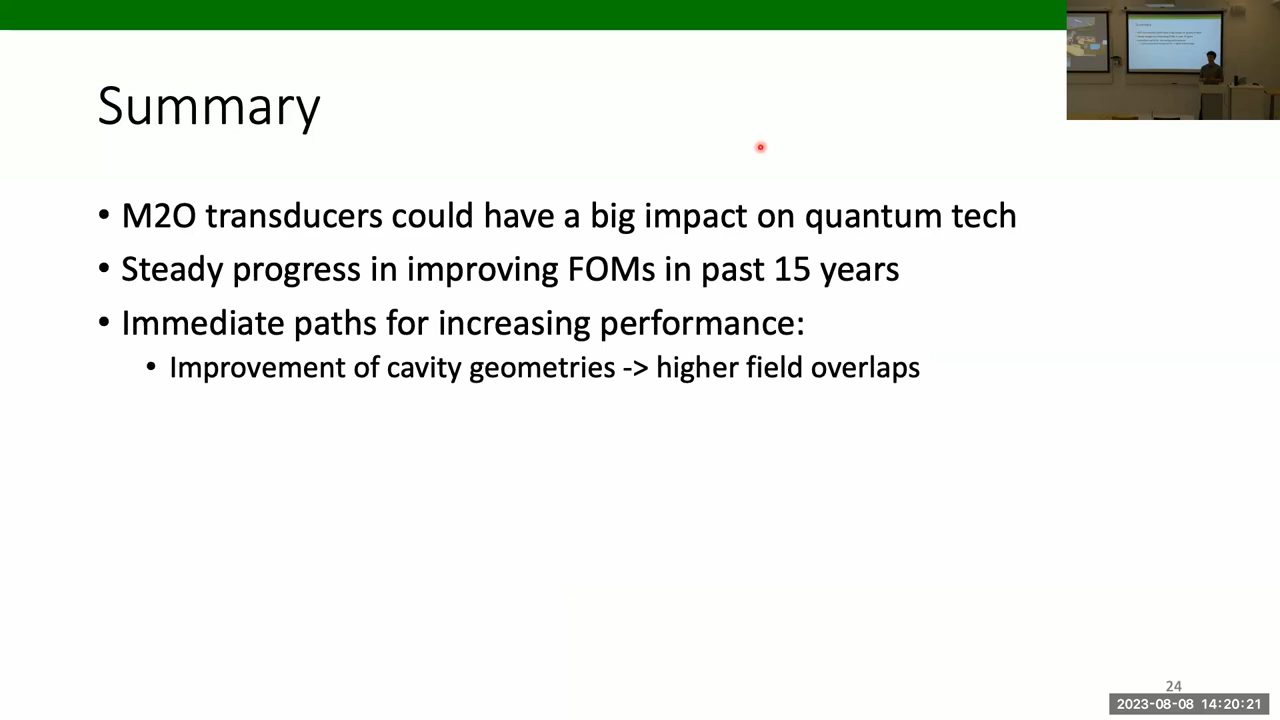 Summary
• M2O transducers could have a big impact on quantum tech
• Steady progress in improving FOMs in past 15 years
• Immediate paths for increasing performance:
• Improvement of cavity geometries -> higher field overlaps
24
2023-08-08 14:20:21